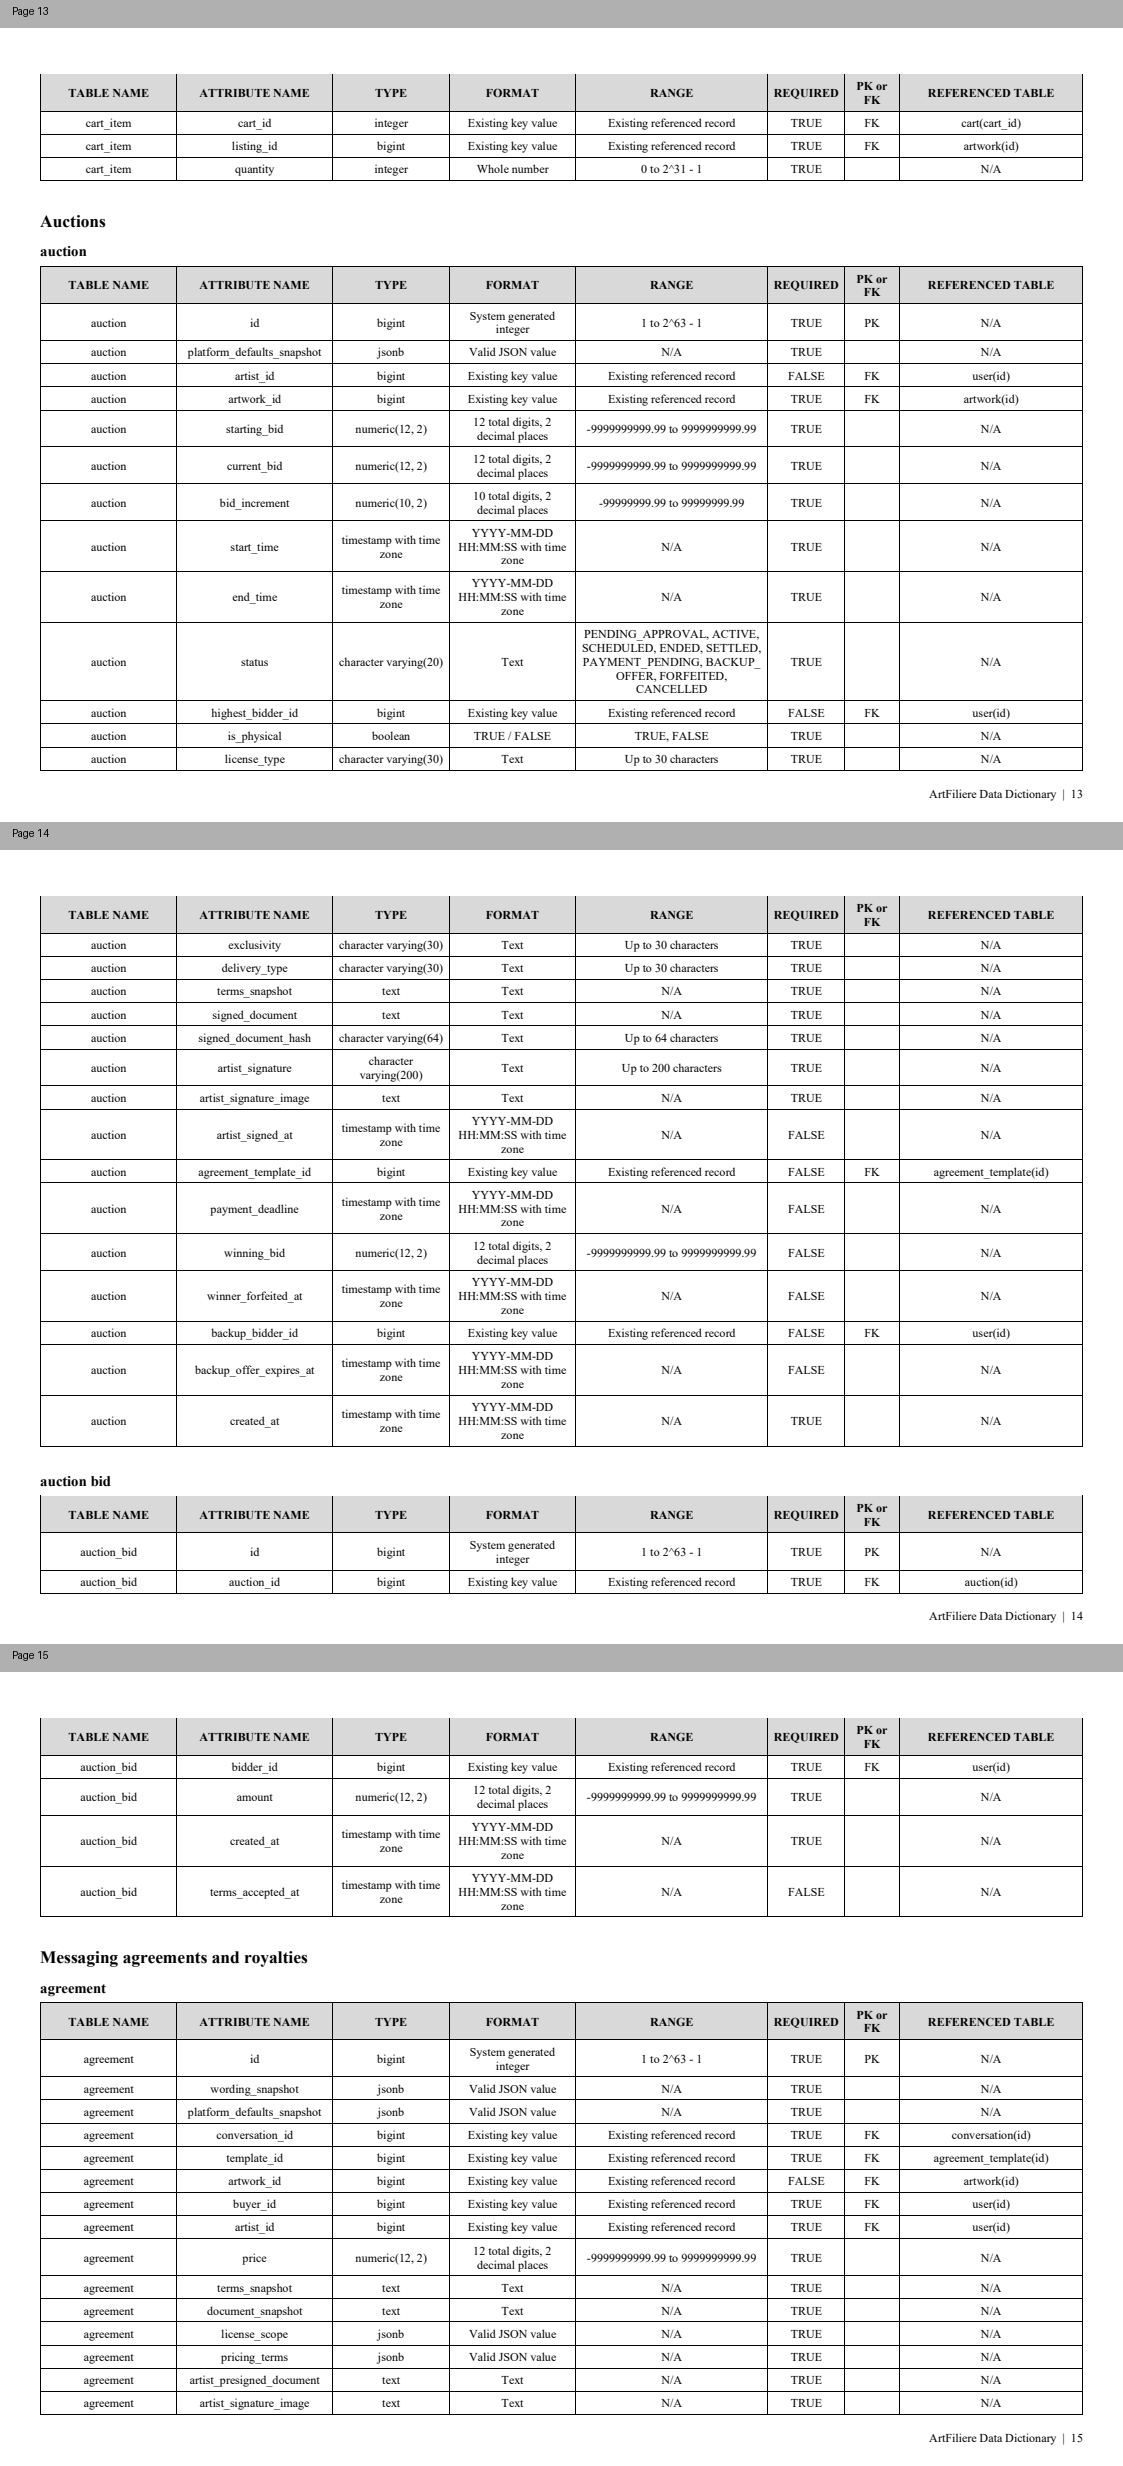 Page 13
TABLE NAME ATTRIBUTE NAME TYPE FORMAT RANGE REQUIRED PK or FK REFERENCED TABLE
cart_item cart_id integer Existing key value Existing referenced record TRUE FK cart(cart_id)
cart_item listing_id bigint Existing key value Existing referenced record TRUE FK artwork(id)
cart_item quantity integer Whole number 0 to 2^31 - 1 TRUE N/A
Auctions
auction
TABLE NAME ATTRIBUTE NAME TYPE FORMAT RANGE REQUIRED PK or FK REFERENCED TABLE
auction id bigint System generated integer 1 to 2^63 - 1 TRUE PK N/A
auction platform_defaults_snapshot jsonb Valid JSON value N/A TRUE N/A
auction artist_id bigint Existing key value Existing referenced record FALSE FK user(id)
auction artwork_id bigint Existing key value Existing referenced record TRUE FK artwork(id)
auction starting_bid numeric(12, 2) 12 total digits, 2 decimal places -9999999999.99 to 9999999999.99 TRUE N/A
auction current_bid numeric(12, 2) 12 total digits, 2 decimal places -9999999999.99 to 9999999999.99 TRUE N/A
auction bid_increment numeric(10, 2) 10 total digits, 2 decimal places -99999999.99 to 99999999.99 TRUE N/A
auction start_time timestamp with time zone YYYY-MM-DD HH:MM:SS with time zone N/A TRUE N/A
auction end_time timestamp with time zone YYYY-MM-DD HH:MM:SS with time zone N/A TRUE N/A
auction status character varying(20) Text PENDING_APPROVAL, ACTIVE, SCHEDULED, ENDED, SETTLED, PAYMENT_PENDING, BACKUP_ OFFER, FORFEITED, CANCELLED TRUE N/A
auction highest_bidder_id bigint Existing key value Existing referenced record FALSE FK user(id)
auction is_physical boolean TRUE / FALSE TRUE, FALSE TRUE N/A
auction license_type character varying(30) Text Up to 30 characters TRUE N/A
ArtFiliere Data Dictionary | 13
Page 14
TABLE NAME ATTRIBUTE NAME TYPE FORMAT RANGE REQUIRED PK or FK REFERENCED TABLE
auction exclusivity character varying(30) Text Up to 30 characters TRUE N/A
auction delivery_type character varying(30) Text Up to 30 characters TRUE N/A
auction terms_snapshot text Text N/A TRUE N/A
auction signed_document text Text N/A TRUE N/A
auction signed_document_hash character varying(64) Text Up to 64 characters TRUE N/A
auction artist_signature character varying(200) Text Up to 200 characters TRUE N/A
auction artist_signature_image text Text N/A TRUE N/A
auction artist_signed_at timestamp with time zone YYYY-MM-DD HH:MM:SS with time zone N/A FALSE N/A
auction agreement_template_id bigint Existing key value Existing referenced record FALSE FK agreement_template(id)
auction payment_deadline timestamp with time zone YYYY-MM-DD HH:MM:SS with time zone N/A FALSE N/A
auction winning_bid numeric(12, 2) 12 total digits, 2 decimal places -9999999999.99 to 9999999999.99 FALSE N/A
auction winner_forfeited_at timestamp with time zone YYYY-MM-DD HH:MM:SS with time zone N/A FALSE N/A
auction backup_bidder_id bigint Existing key value Existing referenced record FALSE FK user(id)
auction backup_offer_expires_at timestamp with time zone YYYY-MM-DD HH:MM:SS with time zone N/A FALSE N/A
auction created_at timestamp with time zone YYYY-MM-DD HH:MM:SS with time zone N/A TRUE N/A
auction bid
TABLE NAME ATTRIBUTE NAME TYPE FORMAT RANGE REQUIRED PK or FK REFERENCED TABLE
auction_bid id bigint System generated integer 1 to 2^63 - 1 TRUE PK N/A
auction_bid auction_id bigint Existing key value Existing referenced record TRUE FK auction(id)
ArtFiliere Data Dictionary | 14
Page 15
TABLE NAME ATTRIBUTE NAME TYPE FORMAT RANGE REQUIRED PK or FK REFERENCED TABLE
auction_bid bidder_id bigint Existing key value Existing referenced record TRUE FK user(id)
auction_bid amount numeric(12, 2) 12 total digits, 2 decimal places -9999999999.99 to 9999999999.99 TRUE N/A
auction_bid created_at timestamp with time zone YYYY-MM-DD HH:MM:SS with time zone N/A TRUE N/A
auction_bid terms_accepted_at timestamp with time zone YYYY-MM-DD HH:MM:SS with time zone N/A FALSE N/A
Messaging agreements and royalties
agreement
TABLE NAME ATTRIBUTE NAME TYPE FORMAT RANGE REQUIRED PK or FK REFERENCED TABLE
agreement id bigint System generated integer 1 to 2^63 - 1 TRUE PK N/A
agreement wording_snapshot jsonb Valid JSON value N/A TRUE N/A
agreement platform_defaults_snapshot jsonb Valid JSON value N/A TRUE N/A
agreement conversation_id bigint Existing key value Existing referenced record TRUE FK conversation(id)
agreement template_id bigint Existing key value Existing referenced record TRUE FK agreement_template(id)
agreement artwork_id bigint Existing key value Existing referenced record FALSE FK artwork(id)
agreement buyer_id bigint Existing key value Existing referenced record TRUE FK user(id)
agreement artist_id bigint Existing key value Existing referenced record TRUE FK user(id)
agreement price numeric(12, 2) 12 total digits, 2 decimal places -9999999999.99 to 9999999999.99 TRUE N/A
agreement terms_snapshot text Text N/A TRUE N/A
agreement document_snapshot text Text N/A TRUE N/A
agreement license_scope jsonb Valid JSON value N/A TRUE N/A
agreement pricing_terms jsonb Valid JSON value N/A TRUE N/A
agreement artist_presigned_document text Text N/A TRUE N/A
agreement artist_signature_image text Text N/A TRUE N/A
ArtFiliere Data Dictionary | 15